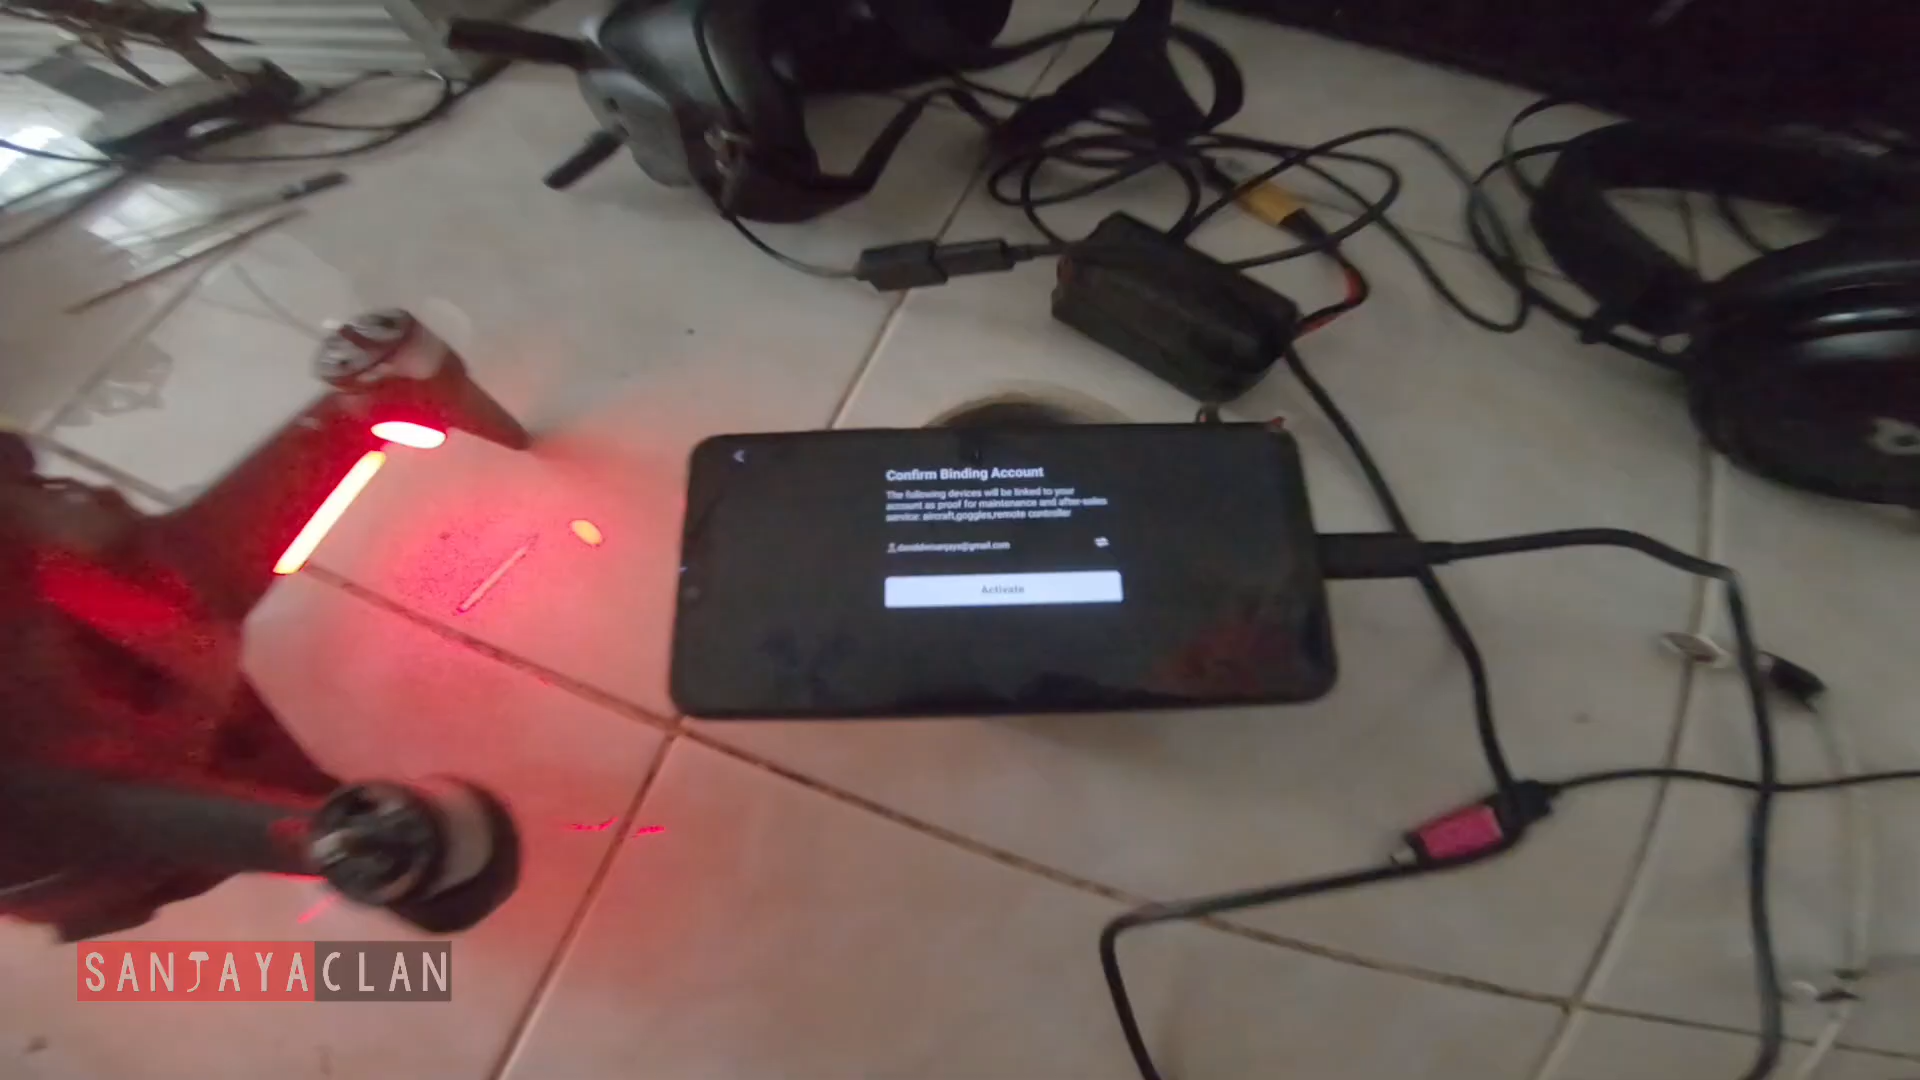 Confirm Binding Account
The following devices will be linked to your
account as proof for maintenance and after-sales
service: aircraft,goggles,remote controller
Activate
SANJAYACLAN